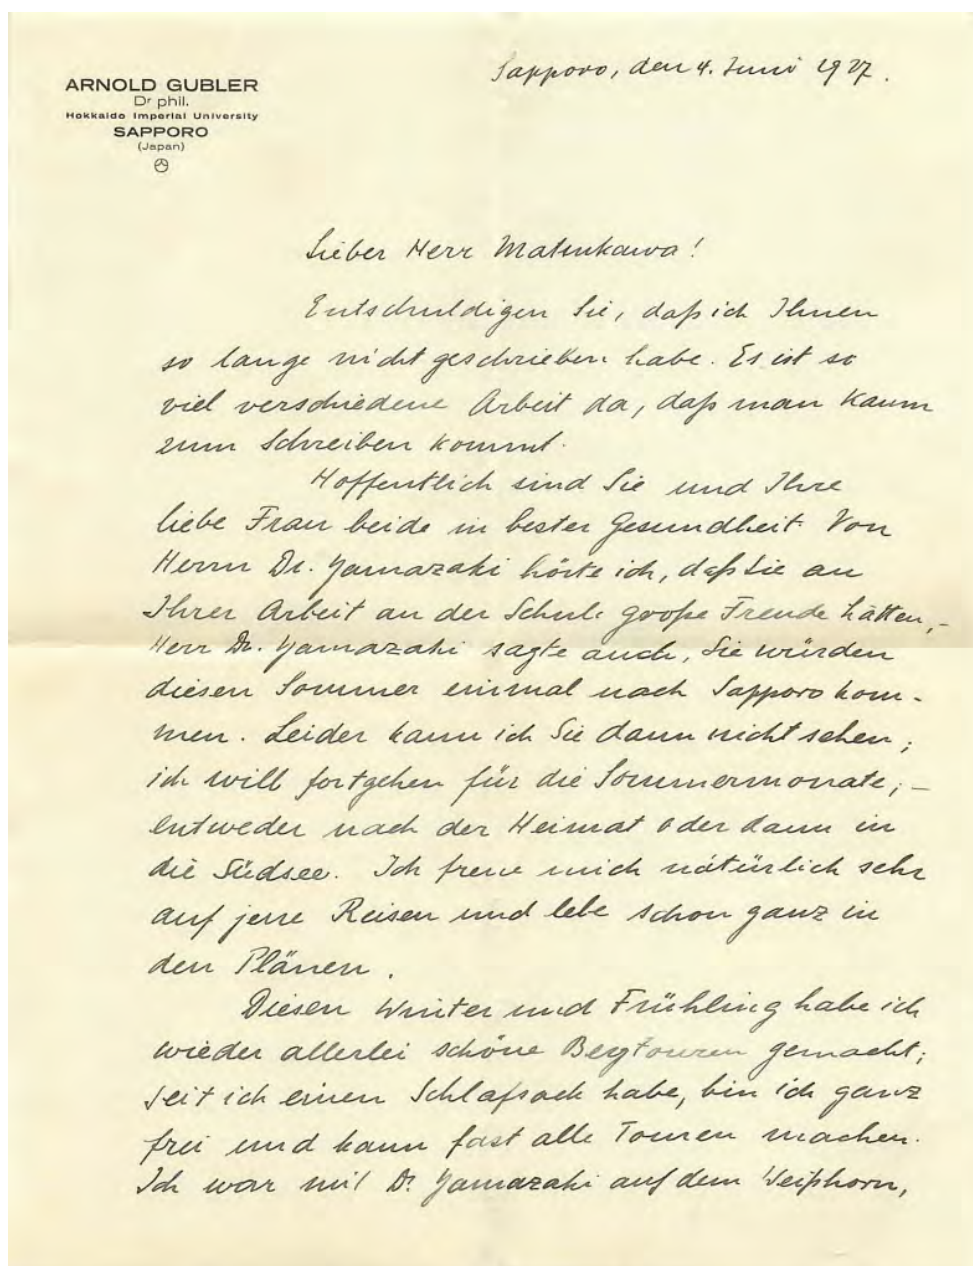 ARNOLD GUBLER
Dr phil.
Hokkaido Imperial University
SAPPORO
(Japan)
Sapporo, den 4. Juni 1927.
Lieber Herr Matsukawa!
Entschuldigen Sie, daß ich Ihnen
so lange nicht geschrieben habe. Es ist so
viel verschiedene Arbeit da, daß man kaum
zum Schreiben kommt.
Hoffentlich sind Sie und Ihre
liebe Frau beide in bester Gesundheit. Von
Herrn Dr. Yamazaki hörte ich, daß Sie an
Ihrer Arbeit an der Schule große Freude hätten,–
Herr Dr. Yamazaki sagte auch, Sie würden
diesen Sommer einmal nach Sapporo kom-
men. Leider kann ich Sie dann nicht sehen;
ich will fortgehen für die Sommermonate;–
entweder nach der Heimat oder dann in
die Südsee. Ich freue mich natürlich sehr
auf jene Reisen und lebe schon ganz in
den Plänen.
Diesen Winter und Frühling habe ich
wieder allerlei schöne Bergtouren gemacht;
seit ich einen Schlafsack habe, bin ich ganz
frei und kann fast alle Touren machen.
Ich war mit Dr. Yamazaki auf dem Weißhorn,